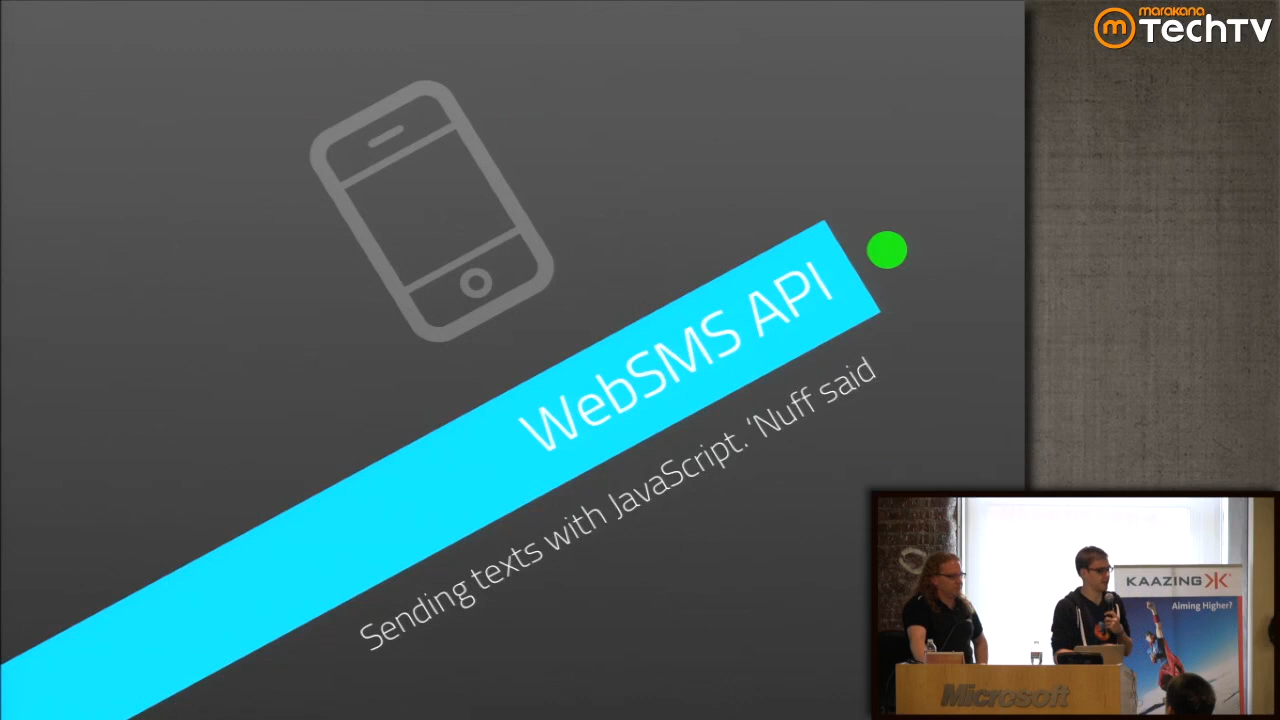 marakana
TechTV
WebSMS API
Sending texts with JavaScript. ‘Nuff said
KAAZING
Aiming Higher?
Microsoft